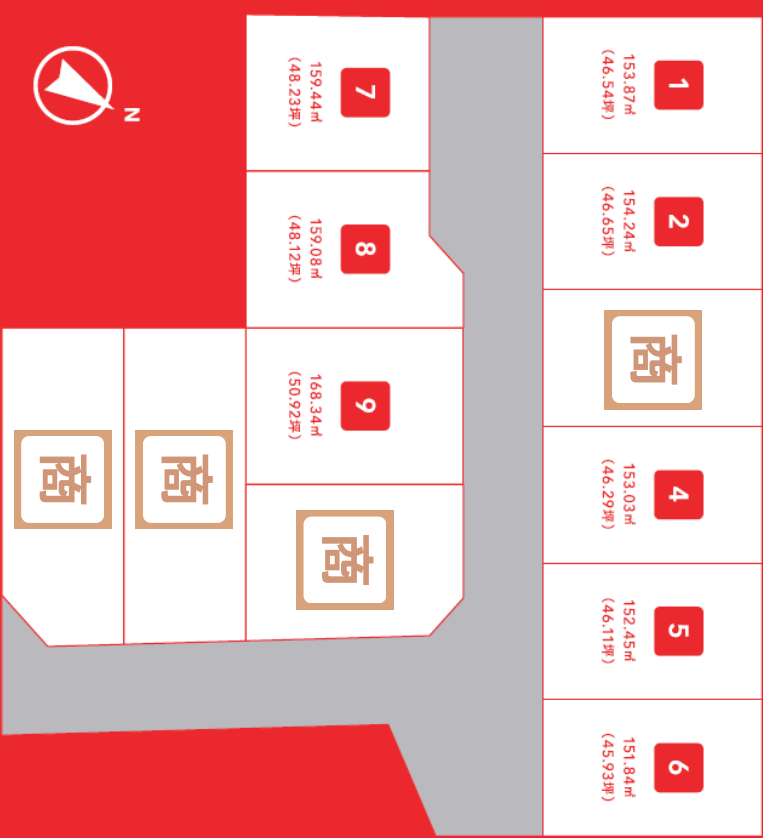 1
153.87㎡
(46.54坪)
2
154.24㎡
(46.65坪)
商
4
153.03㎡
(46.29坪)
5
152.45㎡
(46.11坪)
6
151.84㎡
(45.93坪)
7
159.44㎡
(48.23坪)
8
159.08㎡
(48.12坪)
9
168.34㎡
(50.92坪)
商
商
商
N